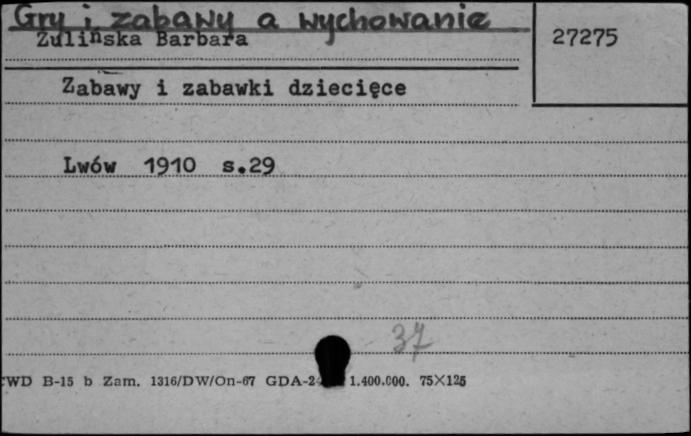 Gry i zabawy a wychowanie
Żulińska Barbara
27275
Zabawy i zabawki dziecięce
Lwów 1910 s.29
37
WD B-15 b Zam. 1316/DW/On-67 GDA-2 1.400.000. 75X125